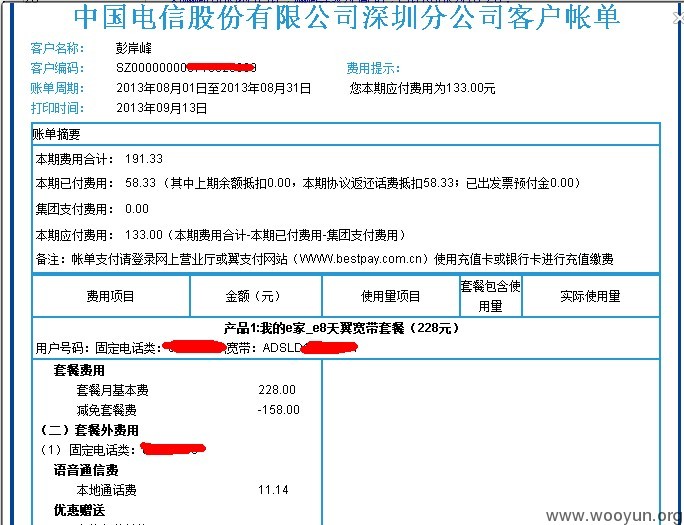 中国电信股份有限公司深圳分公司客户帐单
客户名称： 彭岸峰
客户编码： SZ00000000 费用提示：
账单周期： 2013年08月01日至2013年08月31日 您本期应付费用为133.00元
打印时间： 2013年09月13日
账单摘要
本期费用合计： 191.33
本期已付费用： 58.33（其中上期余额抵扣0.00，本期协议返还话费抵扣58.33；已出发票预付金0.00）
集团支付费用： 0.00
本期应付费用： 133.00（本期费用合计-本期已付费用-集团支付费用）
备注：帐单支付请登录网上营业厅或翼支付网站（WWW.bestpay.com.cn）使用充值卡或银行卡进行充值缴费
费用项目 金额（元） 使用量项目 套餐包含使用量 实际使用量
产品1:我的e家_e8天翼宽带套餐（228元）
用户号码：固定电话类： 宽带：ADSLD
套餐费用
套餐月基本费 228.00
减免套餐费 -158.00
（二）套餐外费用
（1） 固定电话类：
语音通信费
本地通话费 11.14
优惠赠送
www.wooyun.org